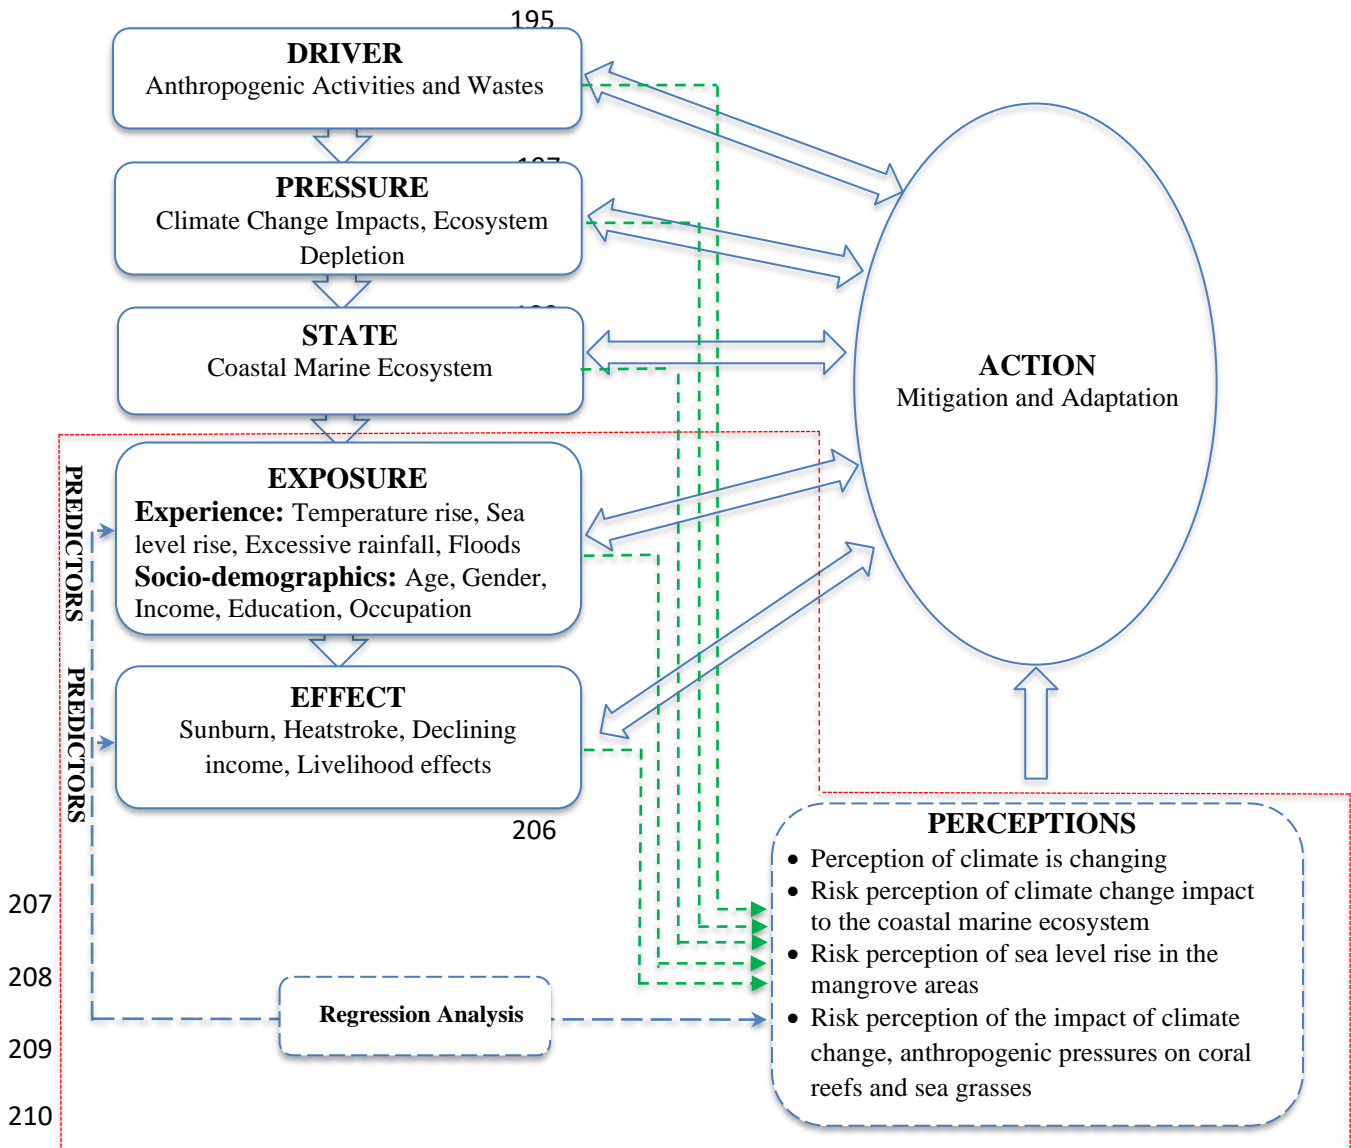 195
DRIVER
Anthropogenic Activities and Wastes
PRESSURE
Climate Change Impacts, Ecosystem
Depletion
STATE
Coastal Marine Ecosystem
ACTION
Mitigation and Adaptation
PREDICTORS
EXPOSURE
Experience: Temperature rise, Sea
level rise, Excessive rainfall, Floods
Socio-demographics: Age, Gender,
Income, Education, Occupation
PREDICTORS
EFFECT
Sunburn, Heatstroke, Declining
income, Livelihood effects
206
PERCEPTIONS
• Perception of climate is changing
• Risk perception of climate change impact
to the coastal marine ecosystem
• Risk perception of sea level rise in the
mangrove areas
• Risk perception of the impact of climate
change, anthropogenic pressures on coral
reefs and sea grasses
Regression Analysis
207
208
209
210